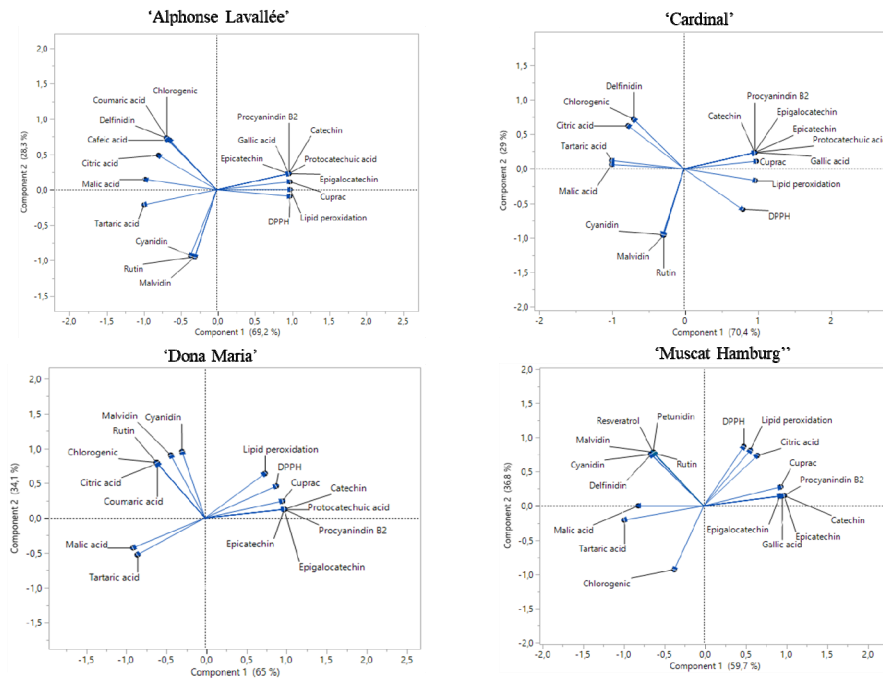 ‘Alphonse Lavallée’
2,0
1,5
1,0
0,5
0,0
-0,5
-1,0
-1,5
Component 2 (28,3 %)
Chlorogenic
Coumaric acid
Delfinidin
Cafeic acid
Citric acid
Malic acid
Tartaric acid
Cyanidin
Rutin
Malvidin
Procyanindin B2
Gallic acid
Catechin
Epicatechin
Protocatechuic acid
Epigalocatechin
Cuprac
Lipid peroxidation
DPPH
-2,0 -1,5 -1,0 -0,5 0,0 0,5 1,0 1,5 2,0 2,5
Component 1 (69,2 %)
‘Cardinal’
1,5
1,0
0,5
0,0
-0,5
-1,0
-1,5
-2,0
Component 2 (29 %)
Delfinidin
Chlorogenic
Citric acid
Tartaric acid
Malic acid
Cyanidin
Malvidin
Rutin
Procyanindin B2
Catechin
Epigalocatechin
Epicatechin
Protocatechuic acid
Gallic acid
Cuprac
Lipid peroxidation
DPPH
-2 -1 0 1 2
Component 1 (70,4 %)
‘Dona Maria’
2,0
1,5
1,0
0,5
0,0
-0,5
-1,0
-1,5
Component 2 (34,1 %)
Malvidin
Cyanidin
Rutin
Chlorogenic
Citric acid
Coumaric acid
Malic acid
Tartaric acid
Lipid peroxidation
DPPH
Cuprac
Catechin
Protocatechuic acid
Procyanindin B2
Epicatechin
Epigalocatechin
-2,0 -1,5 -1,0 -0,5 0,0 0,5 1,0 1,5 2,0 2,5
Component 1 (65 %)
‘Muscat Hamburg’’
2,0
1,5
1,0
0,5
0,0
-0,5
-1,0
-1,5
-2,0
Component 2 (36,8 %)
Resveratrol
Petunidin
Malvidin
Cyanidin
Rutin
Delfinidin
Malic acid
Tartaric acid
Chlorogenic
DPPH
Lipid peroxidation
Citric acid
Cuprac
Procyanindin B2
Catechin
Epigalocatechin
Epicatechin
Gallic acid
-2,0 -1,5 -1,0 -0,5 0,0 0,5 1,0 1,5 2,0
Component 1 (59,7 %)